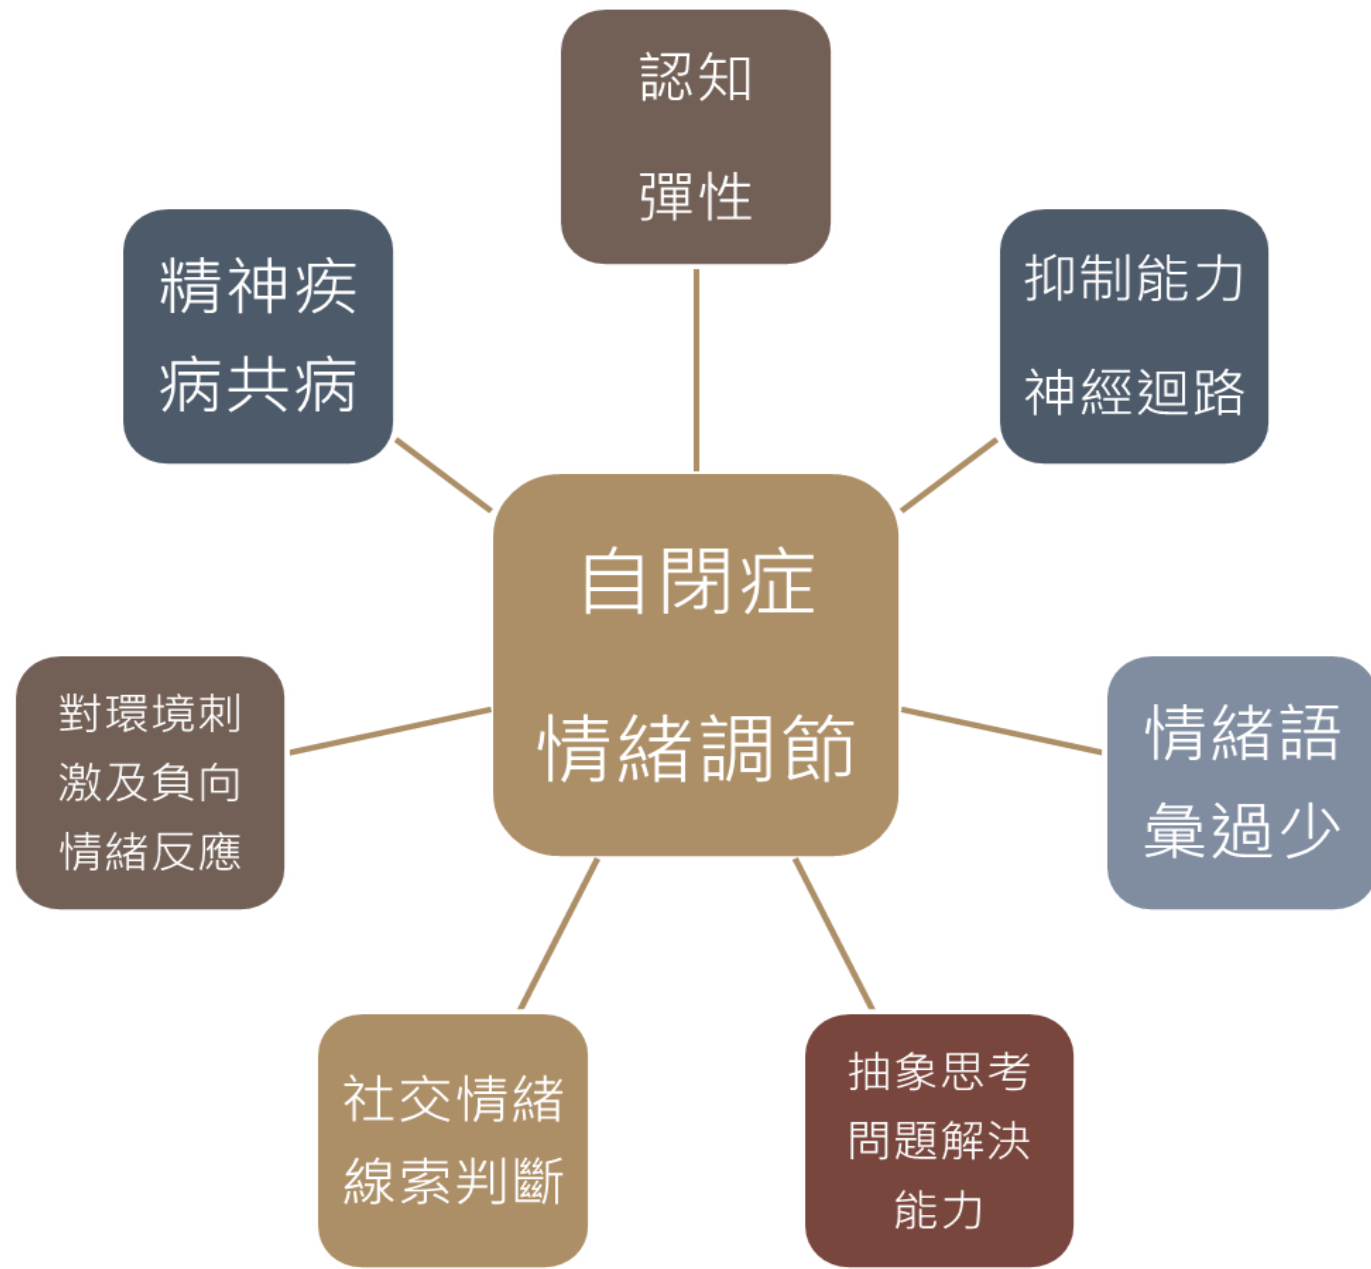 認知
彈性
精神疾
病共病
抑制能力
神經迴路
自閉症
情緒調節
對環境刺
激及負向
情緒反應
情緒語
彙過少
社交情緒
線索判斷
抽象思考
問題解決
能力